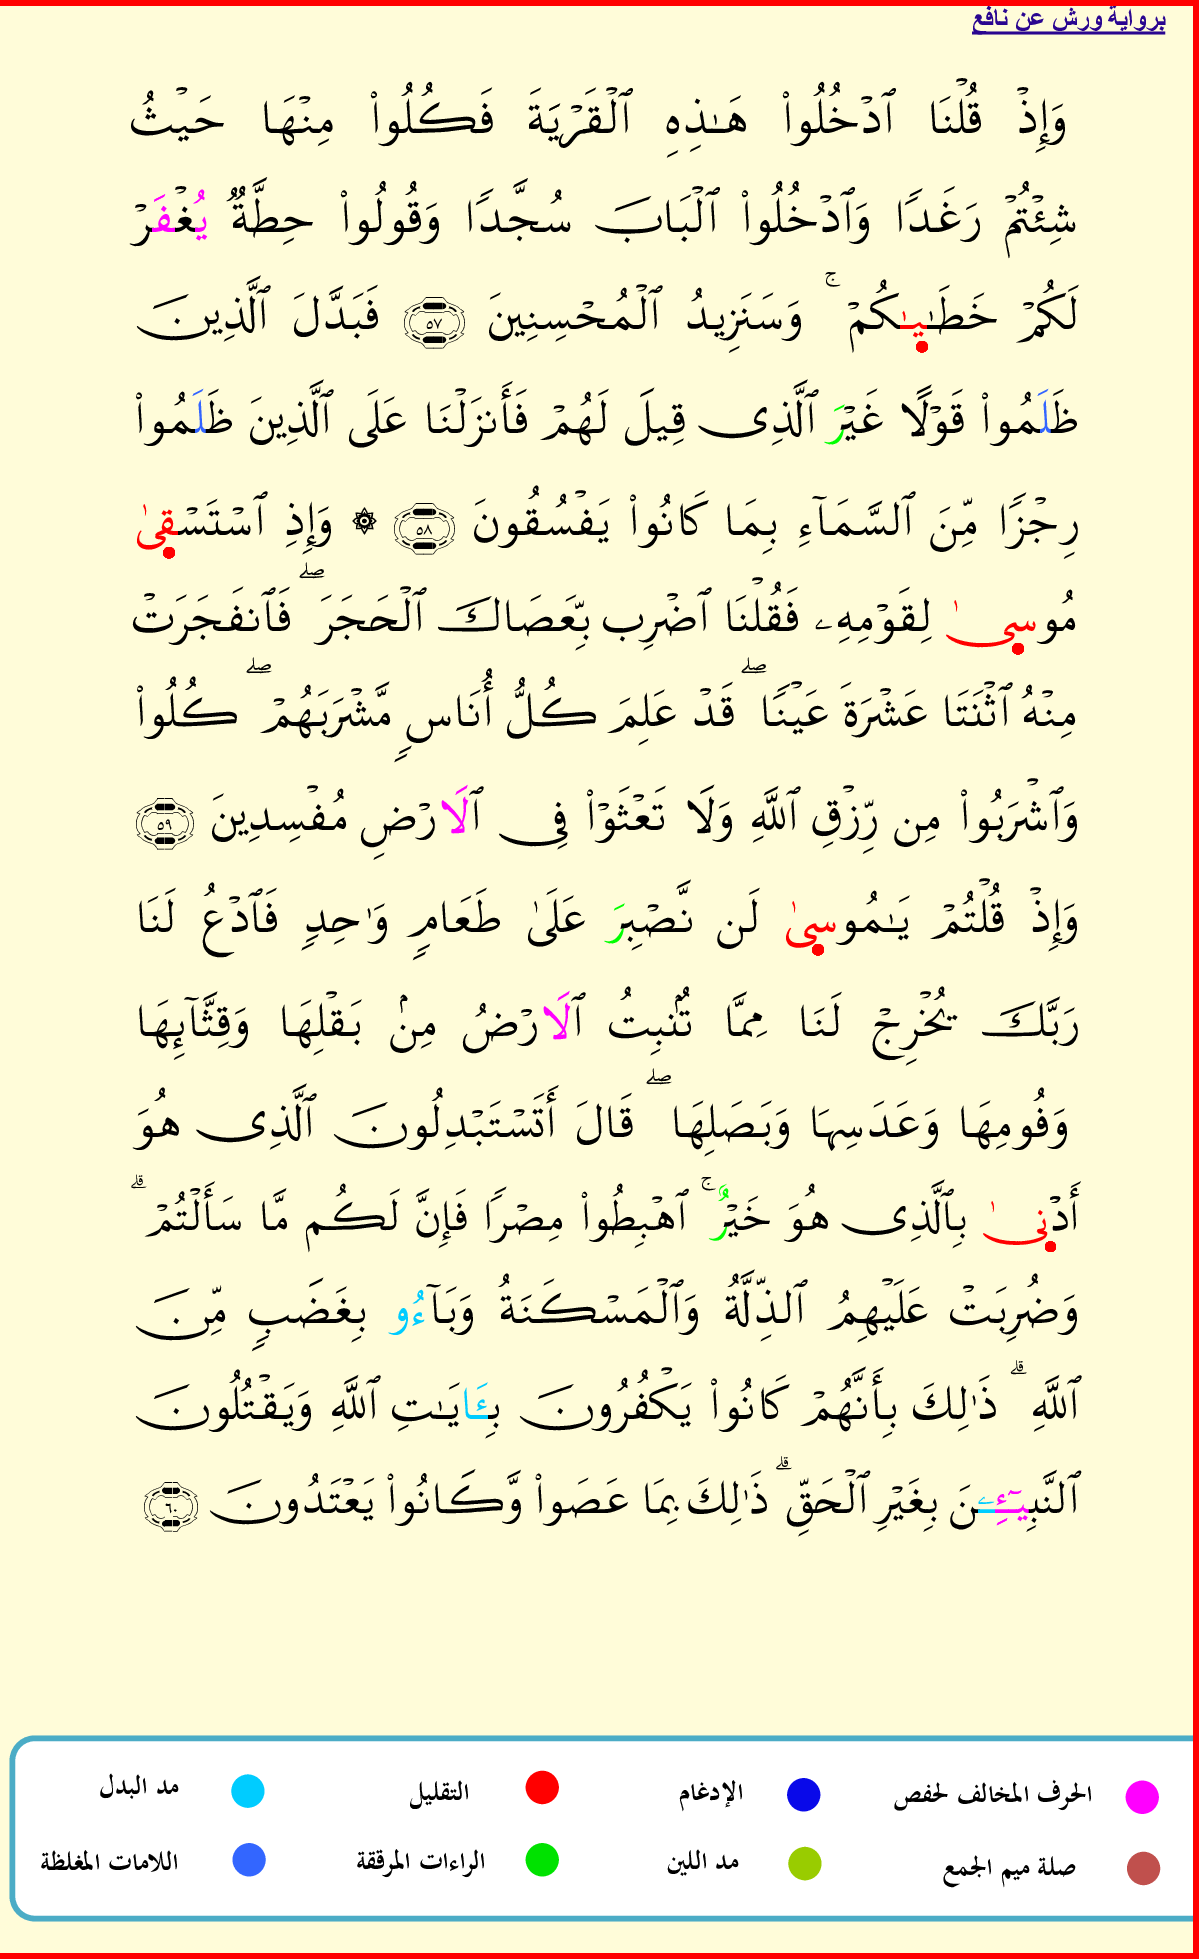 برواية ورش عن نافع
وَإِذْ قُلْنَا ٱدْخُلُواْ هَٰذِهِ ٱلْقَرْيَةَ فَكُلُواْ مِنْهَا حَيْثُ
شِئْتُمْ رَغَدًا وَٱدْخُلُواْ ٱلْبَابَ سُجَّدًا وَقُولُواْ حِطَّةٌ يُغْفَرْ
لَكُمْ خَطَٰيَٰكُمْ ۚ وَسَنَزِيدُ ٱلْمُحْسِنِينَ ٥٧ فَبَدَّلَ ٱلَّذِينَ
ظَلَمُواْ قَوْلًا غَيْرَ ٱلَّذِى قِيلَ لَهُمْ فَأَنزَلْنَا عَلَى ٱلَّذِينَ ظَلَمُواْ
رِجْزًا مِّنَ ٱلسَّمَآءِ بِمَا كَانُواْ يَفْسُقُونَ ٥٨ ۞ وَإِذِ ٱسْتَسْقىٰ
مُوسىٰ لِقَوْمِهِۦ فَقُلْنَا ٱضْرِب بِّعَصَاكَ ٱلْحَجَرَ ۖ فَٱنفَجَرَتْ
مِنْهُ ٱثْنَتَا عَشْرَةَ عَيْنًا ۖ قَدْ عَلِمَ كُلُّ أُنَاسٍ مَّشْرَبَهُمْ ۖ كُلُواْ
وَٱشْرَبُواْ مِن رِّزْقِ ٱللَّهِ وَلَا تَعْثَوْاْ فِى ٱلَارْضِ مُفْسِدِينَ ٥٩
وَإِذْ قُلْتُمْ يَٰمُوسىٰ لَن نَّصْبِرَ عَلَىٰ طَعَامٍ وَٰحِدٍ فَٱدْعُ لَنَا
رَبَّكَ يُخْرِجْ لَنَا مِمَّا تُنۢبِتُ ٱلَارْضُ مِنۢ بَقْلِهَا وَقِثَّآئِهَا
وَفُومِهَا وَعَدَسِهَا وَبَصَلِهَا ۖ قَالَ أَتَسْتَبْدِلُونَ ٱلَّذِى هُوَ
أَدْنىٰ بِٱلَّذِى هُوَ خَيْرٌ ۚ ٱهْبِطُواْ مِصْرًا فَإِنَّ لَكُم مَّا سَأَلْتُمْ ۗ
وَضُرِبَتْ عَلَيْهِمُ ٱلذِّلَّةُ وَٱلْمَسْكَنَةُ وَبَآءُو بِغَضَبٍ مِّنَ
ٱللَّهِ ۗ ذَٰلِكَ بِأَنَّهُمْ كَانُواْ يَكْفُرُونَ بِـَٔايَٰتِ ٱللَّهِ وَيَقْتُلُونَ
ٱلنَّبِيٓـِٕۧنَ بِغَيْرِ ٱلْحَقِّ ۗ ذَٰلِكَ بِمَا عَصَواْ وَّكَانُواْ يَعْتَدُونَ ٦٠
الحرف المخالف لحفص الإدغام التقليل مد البدل
صلة ميم الجمع مد اللين الراءات المرققة اللامات المغلظة